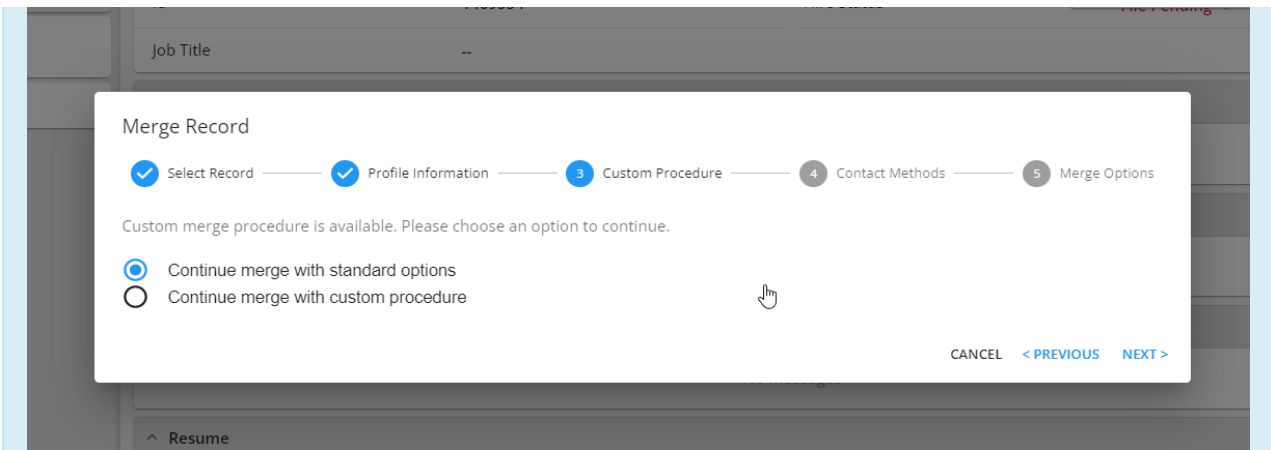 Job Title --
Merge Record
Select Record Profile Information 3 Custom Procedure 4 Contact Methods 5 Merge Options
Custom merge procedure is available. Please choose an option to continue.
Continue merge with standard options
Continue merge with custom procedure
CANCEL < PREVIOUS NEXT >
Resume